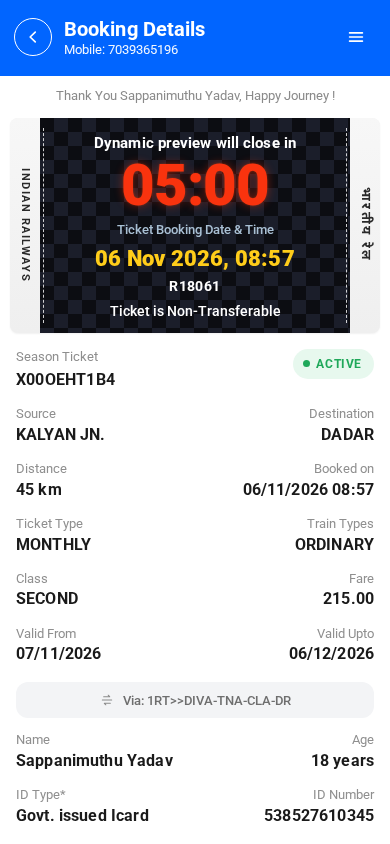 Booking Details
Mobile: 7039365196
Thank You Sappanimuthu Yadav, Happy Journey !
INDIAN RAILWAYS
Dynamic preview will close in
05:00
Ticket Booking Date & Time
06 Nov 2026, 08:57
R18061
Ticket is Non-Transferable
भारतीय रेल
Season Ticket
X00OEHT1B4
ACTIVE
Source
Destination
KALYAN JN.
DADAR
Distance
Booked on
45 km
06/11/2026 08:57
Ticket Type
Train Types
MONTHLY
ORDINARY
Class
Fare
SECOND
215.00
Valid From
Valid Upto
07/11/2026
06/12/2026
Via: 1RT>>DIVA-TNA-CLA-DR
Name
Age
Sappanimuthu Yadav
18 years
ID Type*
ID Number
Govt. issued Icard
538527610345